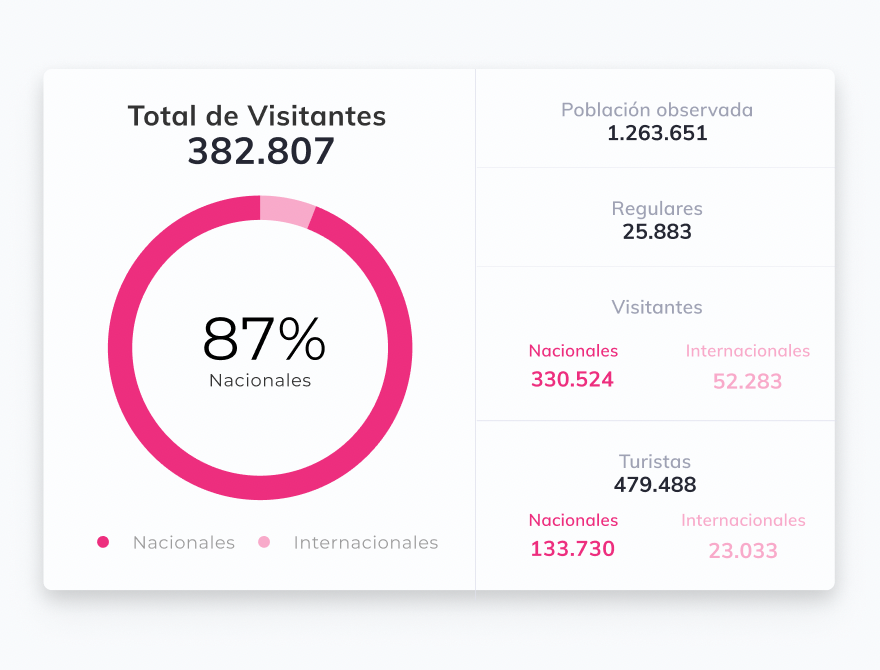 Total de Visitantes
382.807
87%
Nacionales
Nacionales
Internacionales
Población observada
1.263.651
Regulares
25.883
Visitantes
Nacionales
Internacionales
330.524
52.283
Turistas
479.488
Nacionales
Internacionales
133.730
23.033